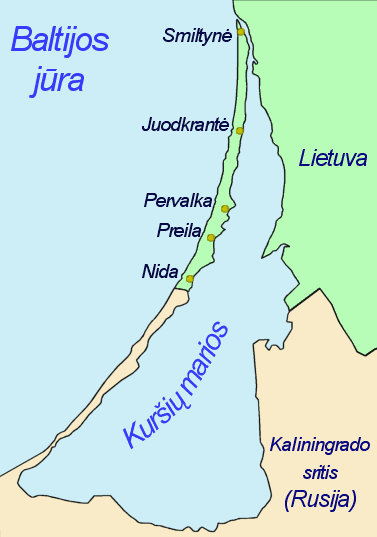 Baltijos
jūra
Smiltynė
Juodkrantė
Lietuva
Pervalka
Preila
Nida
Kuršių marios
Kaliningrado
sritis
(Rusija)